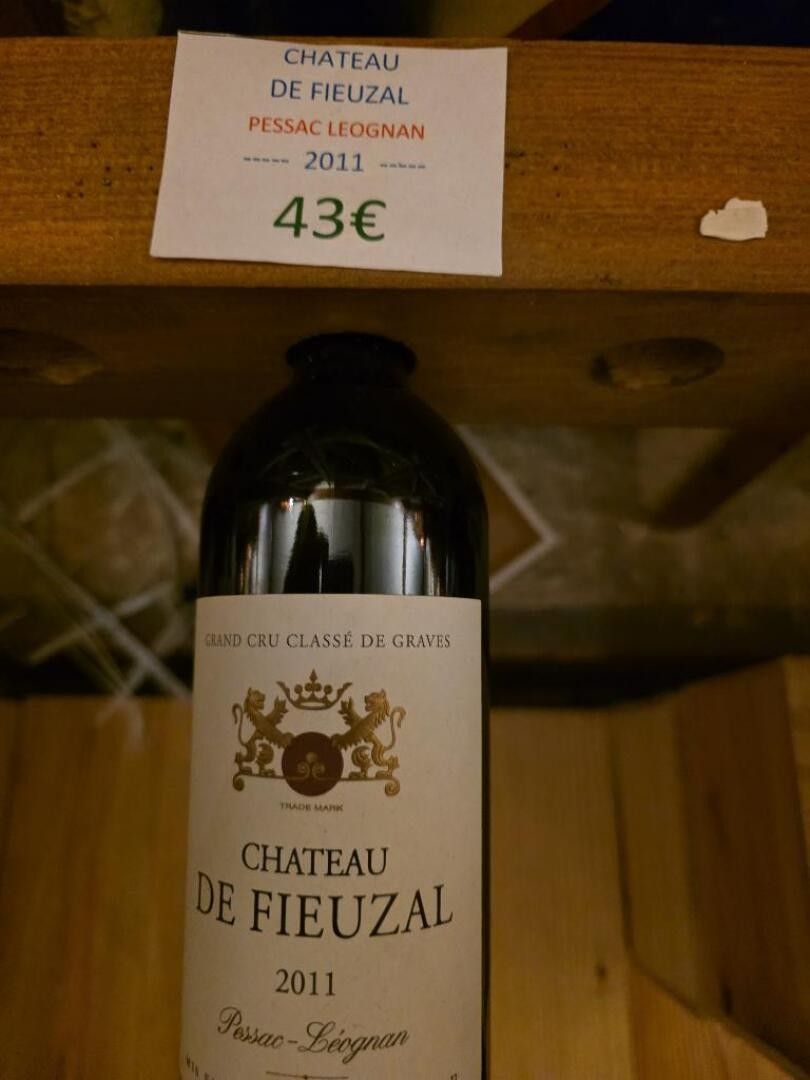 CHATEAU
DE FIEUZAL
PESSAC LEOGNAN
----- 2011 -----
43€
GRAND CRU CLASSÉ DE GRAVES
TRADE MARK
CHATEAU
DE FIEUZAL
2011
Pessac-Léognan